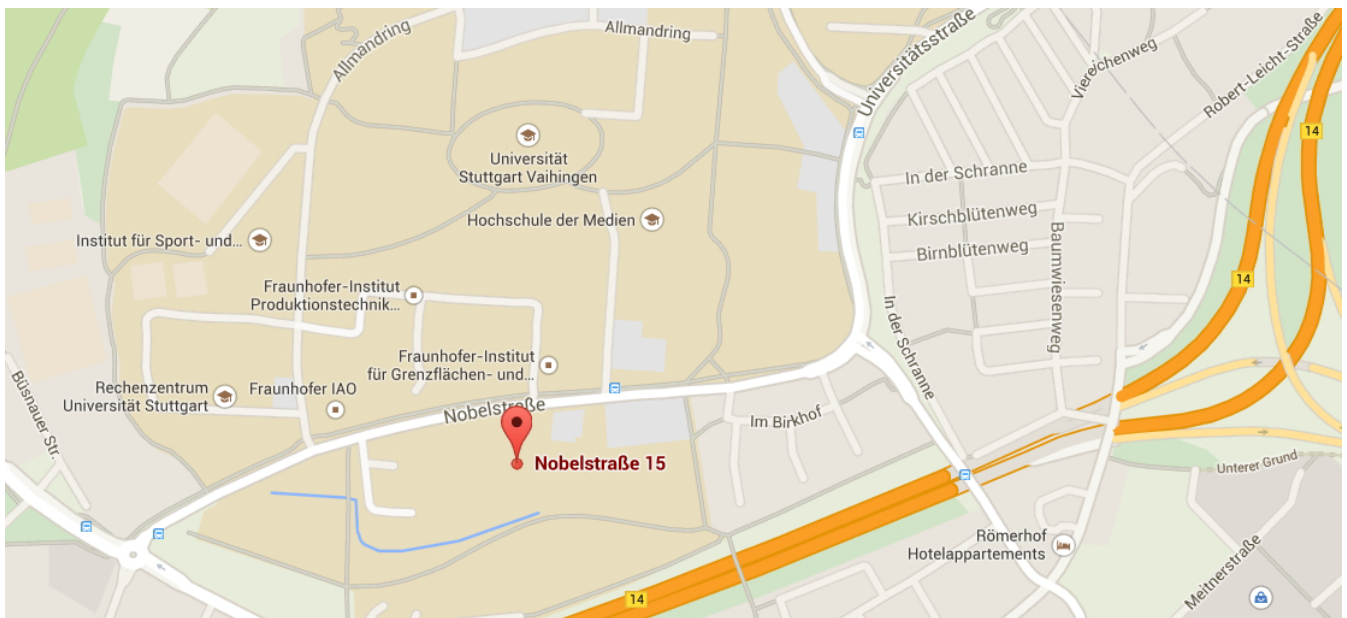 Allmandring
Allmandring
Universitätsstraße
Viereichenweg
Robert-Leicht-Straße
14
Universität
Stuttgart Vaihingen
In der Schranne
Hochschule der Medien
Kirschblütenweg
Institut für Sport- und...
Birnblütenweg
Baumwiesenweg
14
Fraunhofer-Institut
Produktionstechnik...
In der Schranne
Fraunhofer-Institut
für Grenzflächen- und...
Büsnauer Str.
Rechenzentrum
Universität Stuttgart
Fraunhofer IAO
Nobelstraße
Im Birkhof
Nobelstraße 15
Unterer Grund
Römerhof
Hotelappartements
Meitnerstraße
14